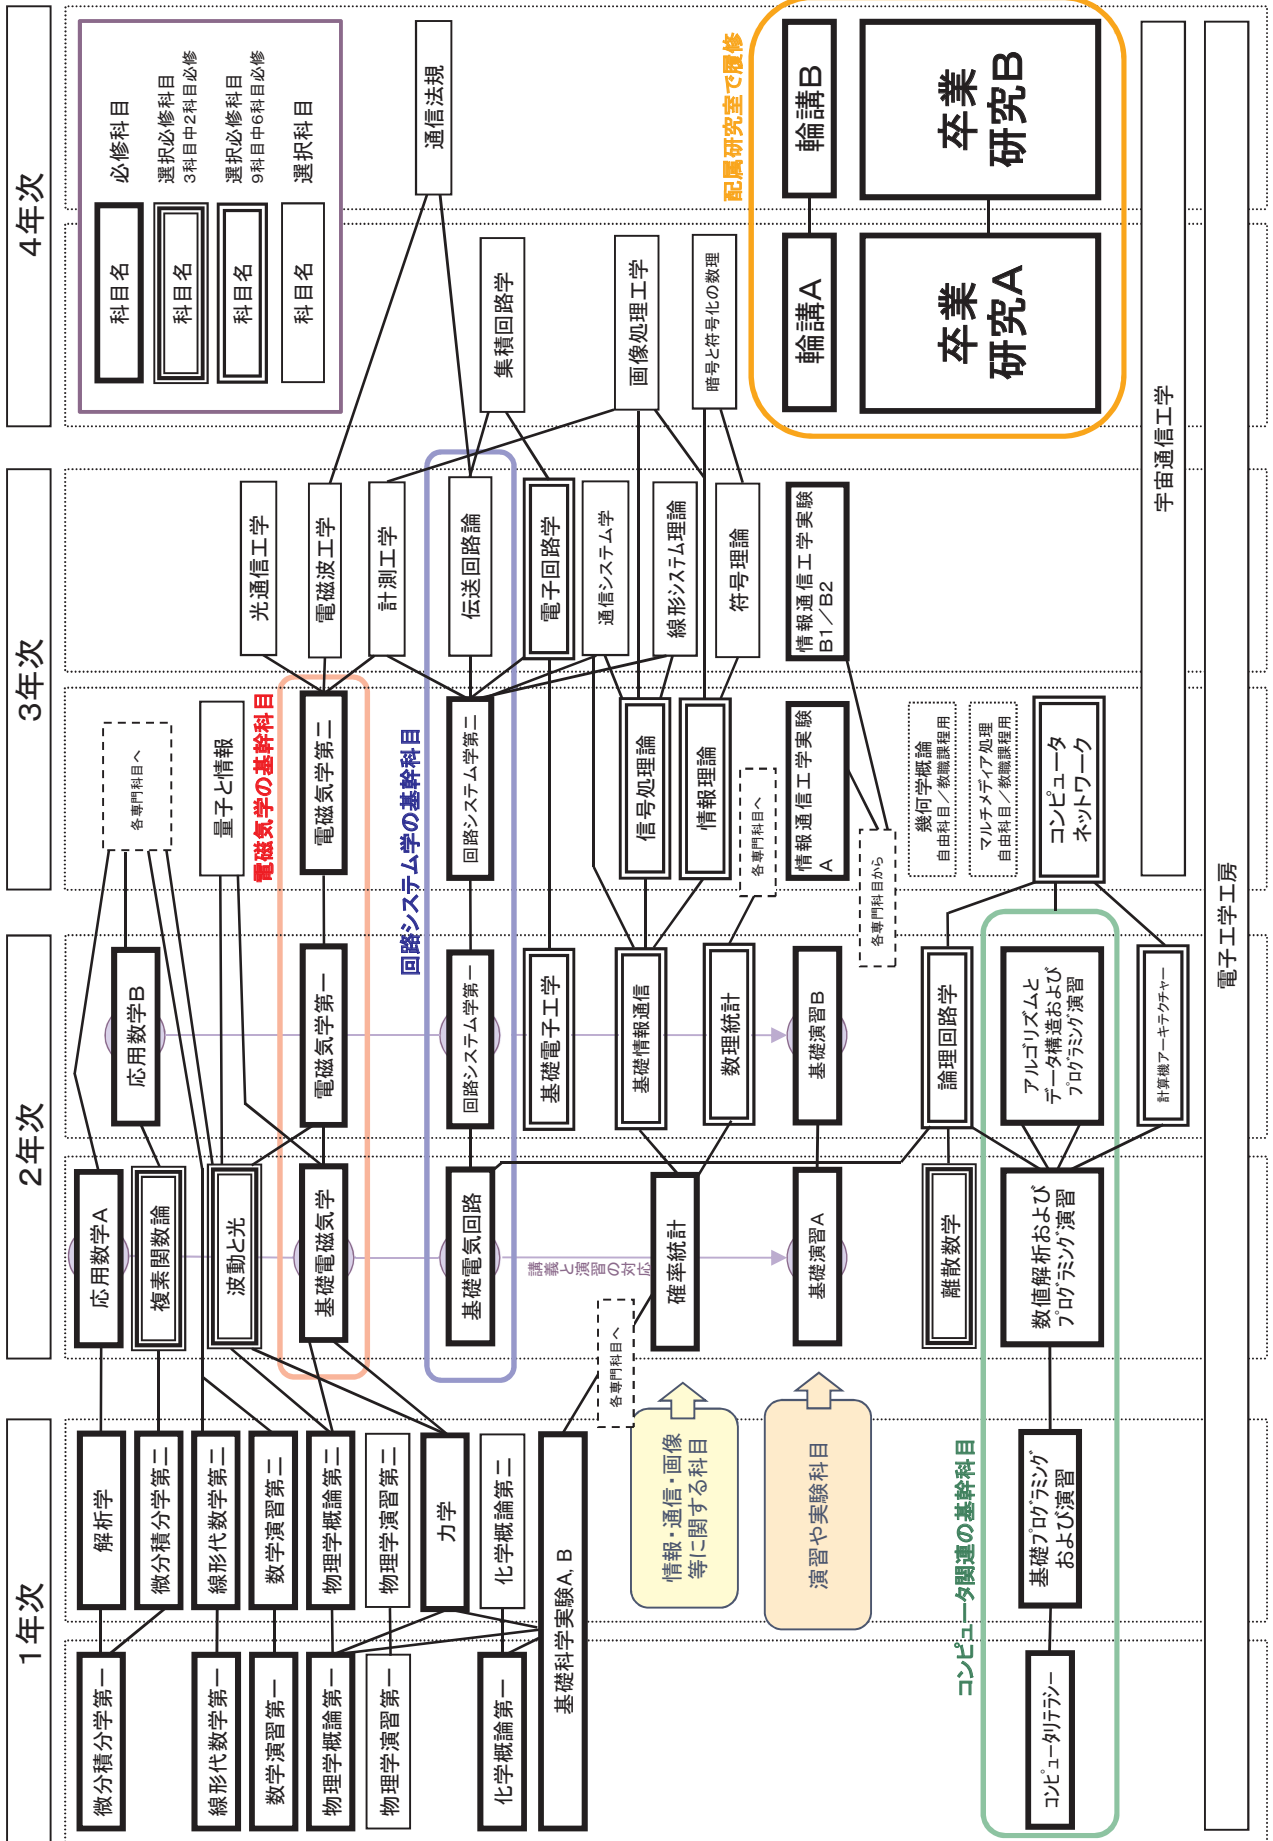 1年次
2年次
3年次
4年次
微分積分学第一
線形代数学第一
数学演習第一
物理学概論第一
物理学演習第一
化学概論第一
基礎科学実験A, B
コンピュータリテラシー
解析学
微分積分学第二
線形代数学第二
数学演習第二
物理学概論第二
物理学演習第二
力学
化学概論第二
基礎プログラミング
および演習
情報・通信・画像
等に関する科目
演習や実験科目
コンピュータ関連の基幹科目
応用数学A
複素関数論
波動と光
基礎電磁気学
基礎電気回路
講義と演習の対応
各専門科目へ
確率統計
基礎演習A
離散数学
数値解析および
プログラミング演習
応用数学B
電磁気学第一
回路システム学第一
基礎電子工学
基礎情報通信
数理統計
基礎演習B
論理回路学
アルゴリズムと
データ構造および
プログラミング演習
計算機アーキテクチャー
各専門科目へ
量子と情報
電磁気学の基幹科目
電磁気学第二
回路システム学の基幹科目
回路システム学第二
信号処理論
情報理論
各専門科目へ
情報通信工学実験
A
各専門科目から
幾何学概論
自由科目／教職課程用
マルチメディア処理
自由科目／教職課程用
コンピュータ
ネットワーク
光通信工学
電磁波工学
計測工学
伝送回路論
電子回路学
通信システム学
線形システム理論
符号理論
情報通信工学実験
B1／B2
宇宙通信工学
電子工学工房
集積回路学
画像処理工学
暗号と符号化の数理
通信法規
配属研究室で履修
輪講A
輪講B
卒業
研究A
卒業
研究B
科目名
必修科目
科目名
選択必修科目
3科目中2科目必修
科目名
選択必修科目
9科目中6科目必修
科目名
選択科目